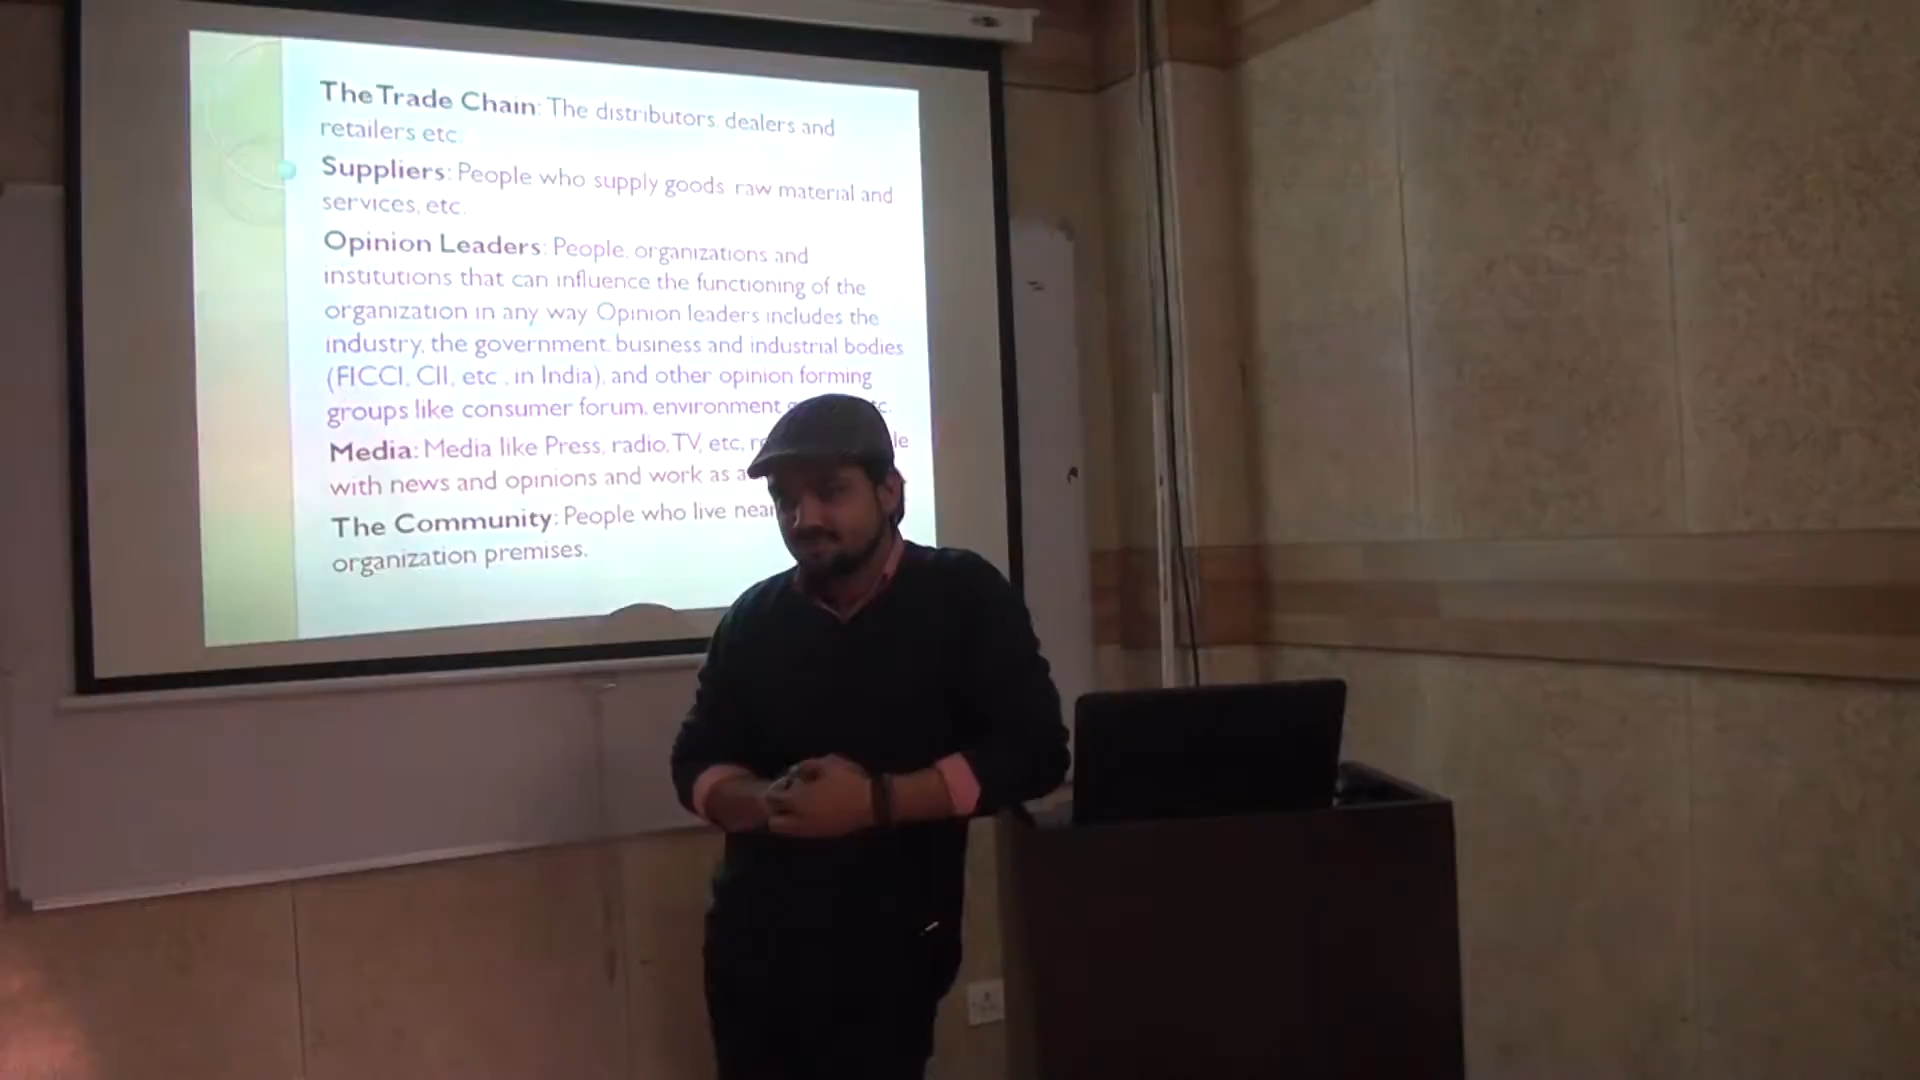 The Trade Chain: The distributors, dealers and
retailers etc.
Suppliers: People who supply goods, raw material and
services, etc.
Opinion Leaders: People, organizations and
institutions that can influence the functioning of the
organization in any way. Opinion leaders includes the
industry, the government, business and industrial bodies
(FICCI, CII, etc., in India), and other opinion forming
groups like consumer forum, environment
Media: Media like Press, radio, TV, etc,
with news and opinions and work as
The Community: People who live near
organization premises.